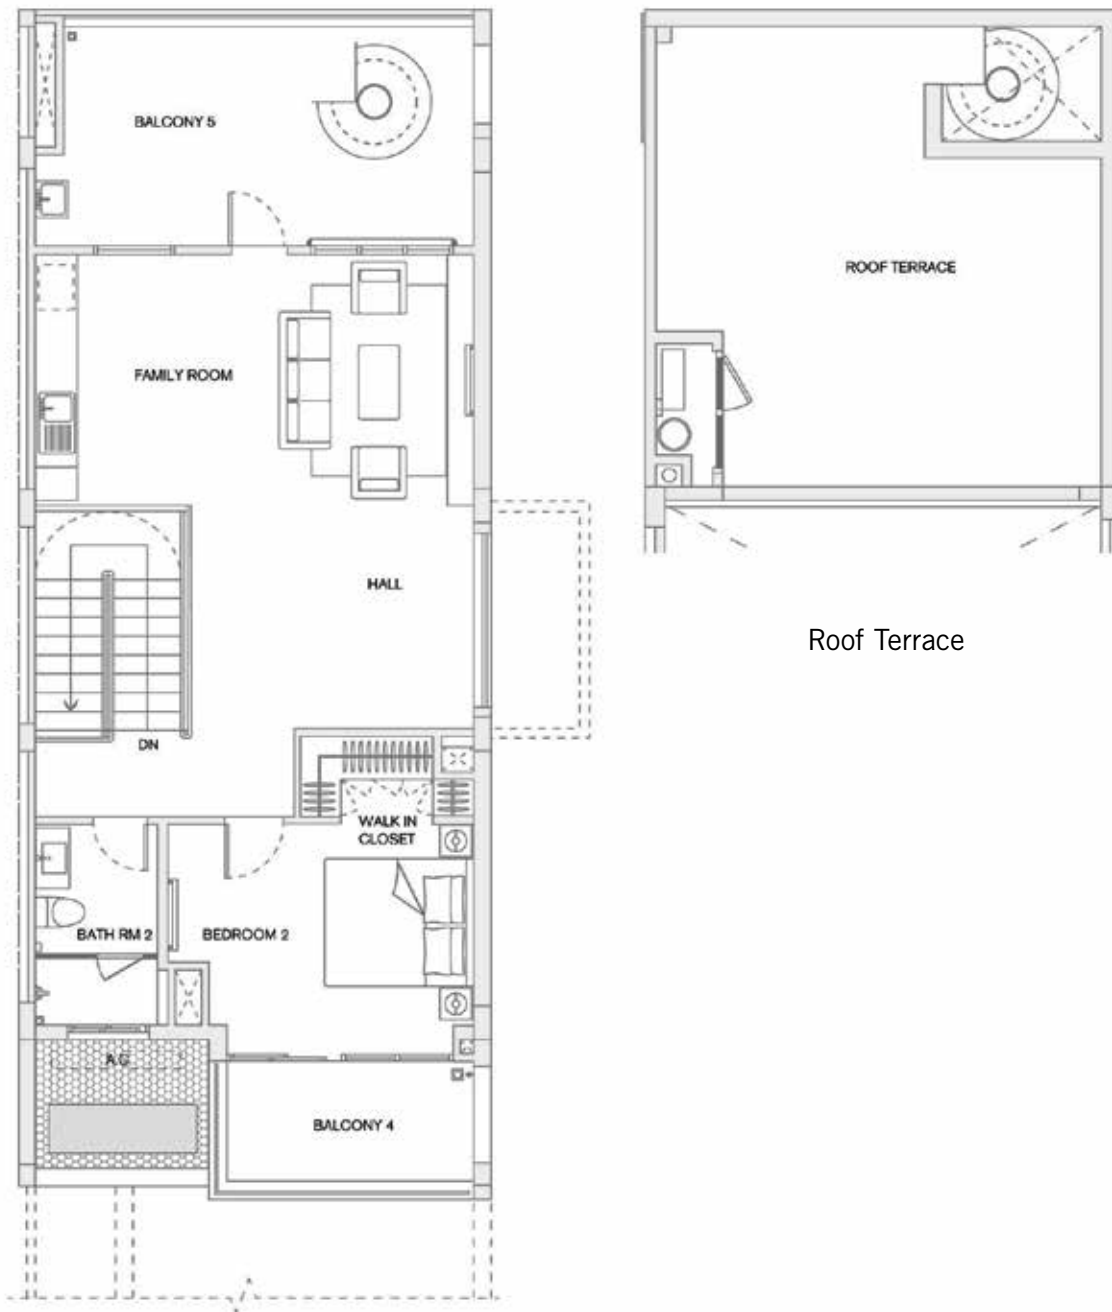 BALCONY 5
FAMILY ROOM
HALL
DN
WALK IN
CLOSET
BATH RM 2
BEDROOM 2
A.C
BALCONY 4
ROOF TERRACE
Roof Terrace